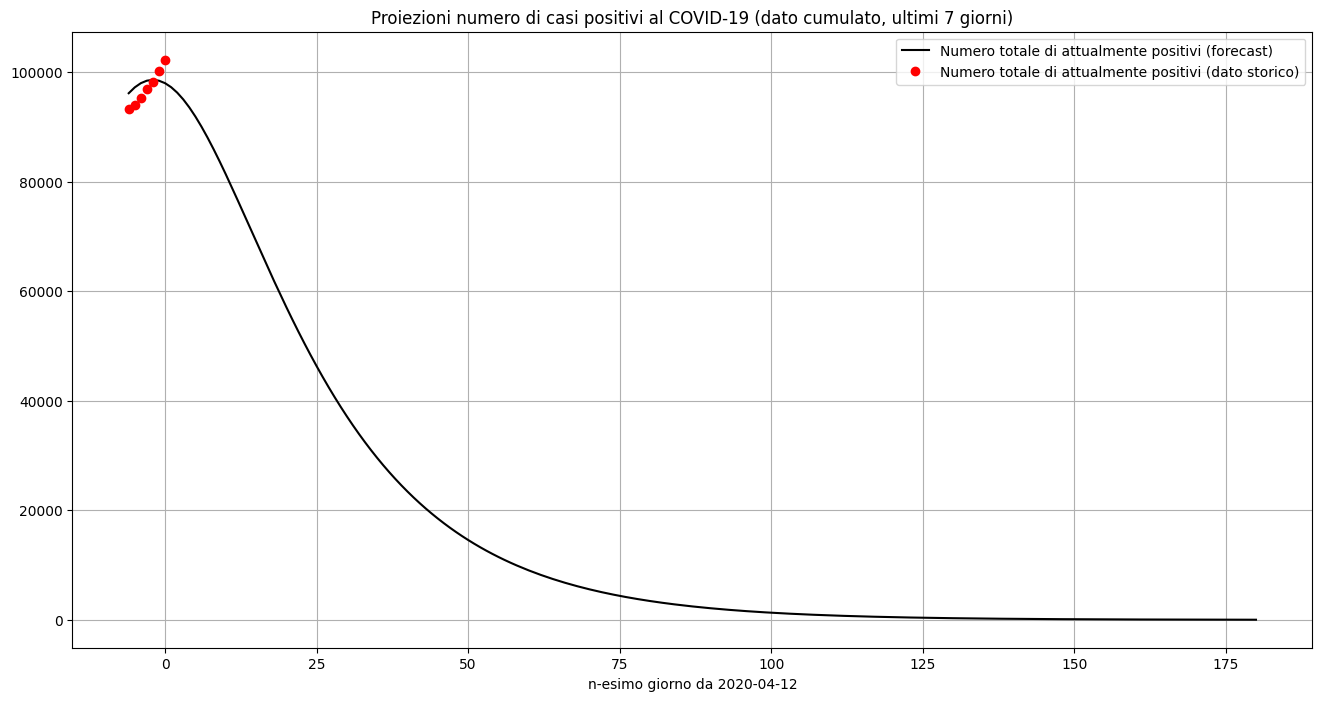 Proiezioni numero di casi positivi al COVID-19 (dato cumulato, ultimi 7 giorni)
Numero totale di attualmente positivi (forecast)
Numero totale di attualmente positivi (dato storico)
100000
80000
60000
40000
20000
0
0 25 50 75 100 125 150 175
n-esimo giorno da 2020-04-12